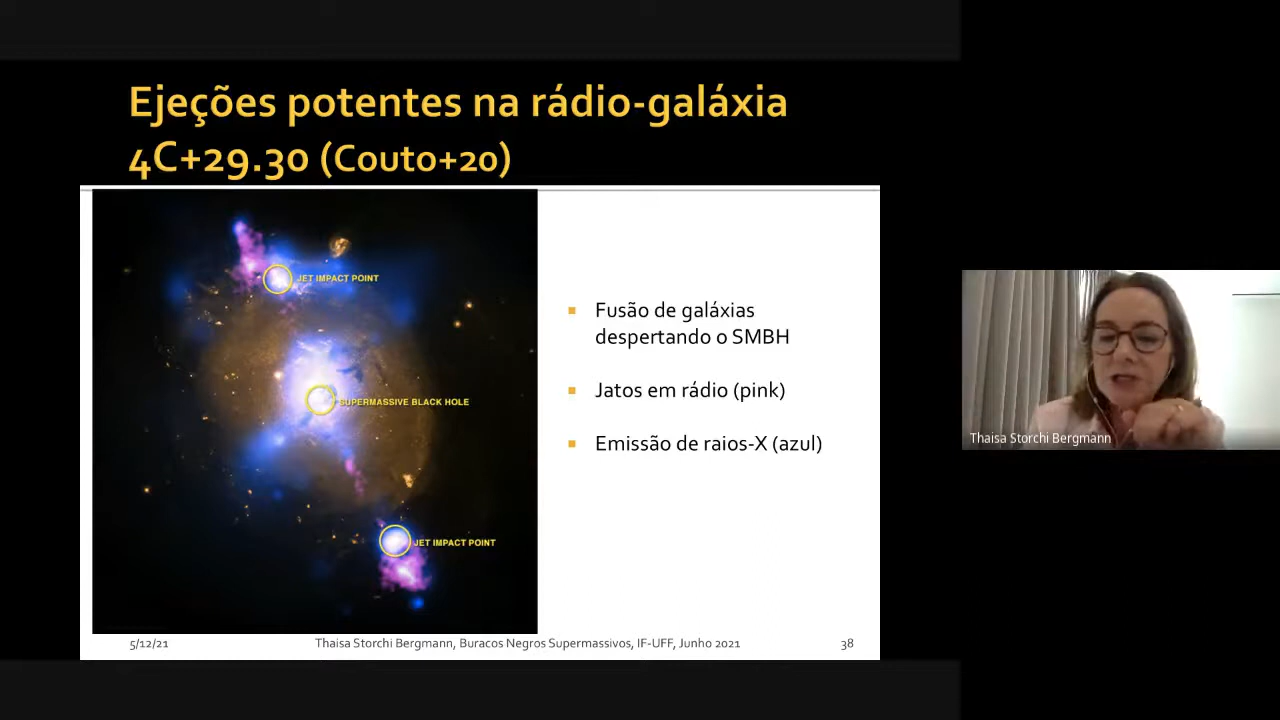 Ejeções potentes na rádio-galáxia
4C+29.30 (Couto+20)
JET IMPACT POINT
SUPERMASSIVE BLACK HOLE
JET IMPACT POINT
Fusão de galáxias
despertando o SMBH
Jatos em rádio (pink)
Emissão de raios-X (azul)
Thaisa Storchi Bergmann
5/12/21
Thaisa Storchi Bergmann, Buracos Negros Supermassivos, IF-UFF, Junho 2021
38